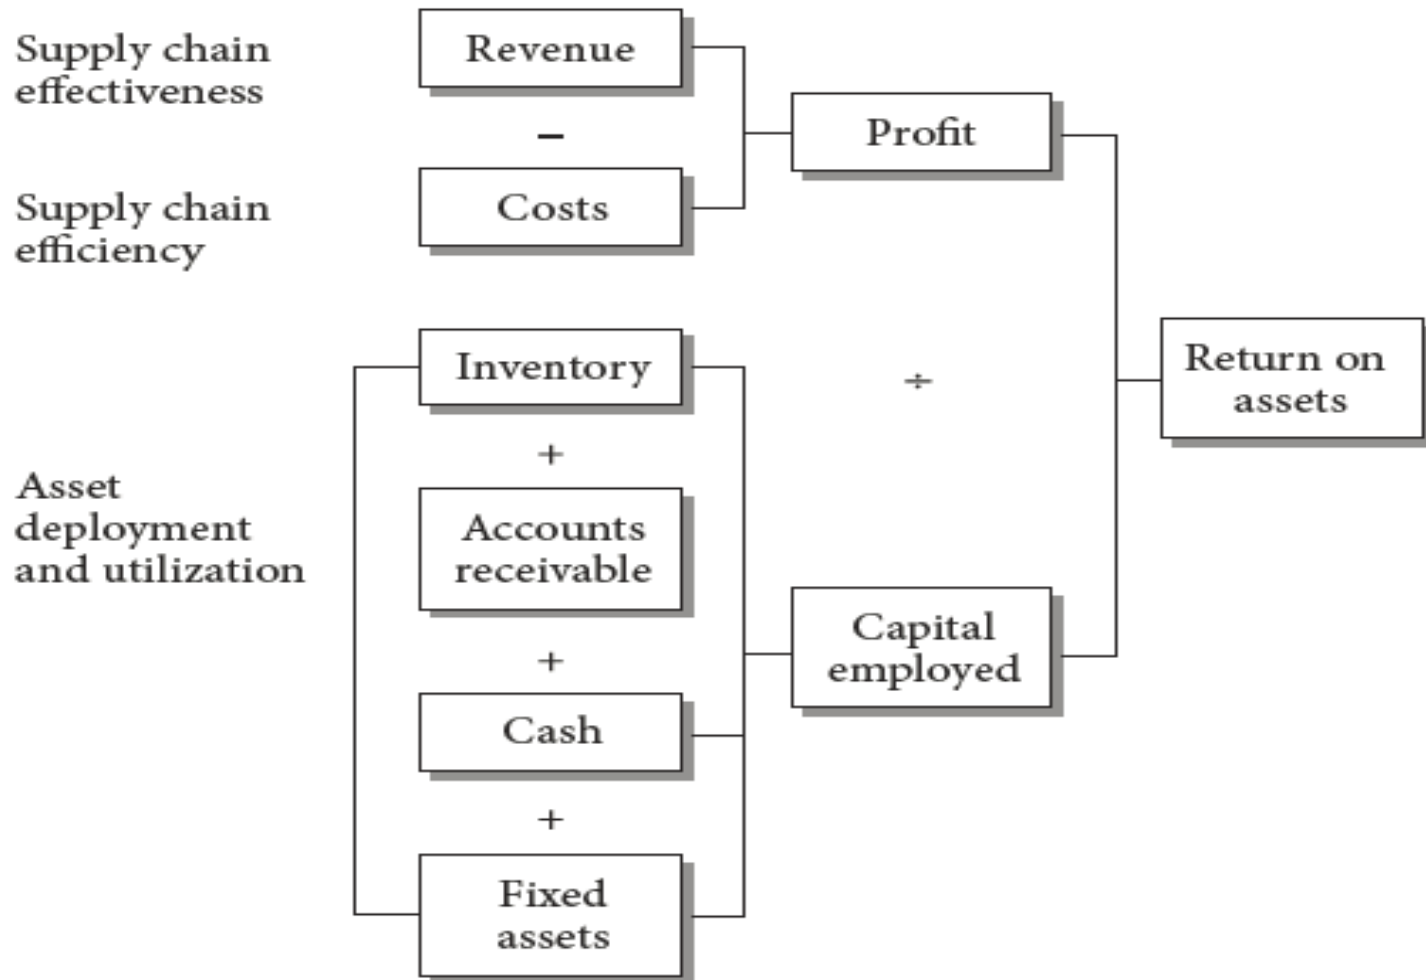 Supply chain
effectiveness
Revenue
–
Supply chain
efficiency
Costs
Profit
Inventory
+
Accounts
receivable
+
Cash
+
Fixed
assets
Asset
deployment
and utilization
÷
Capital
employed
Return on
assets